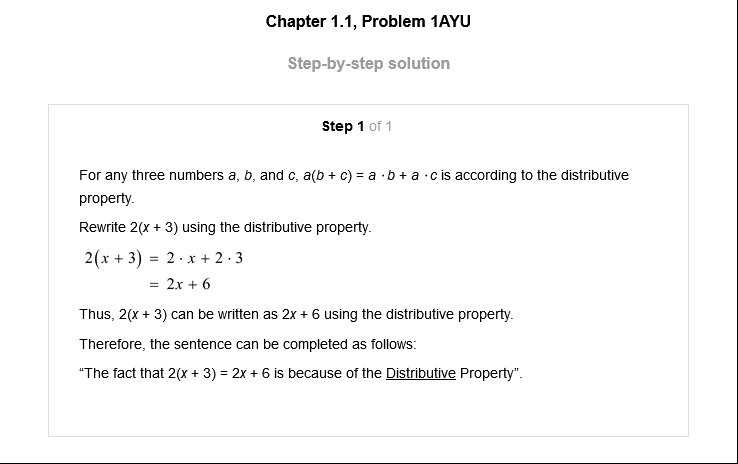 Chapter 1.1, Problem 1AYU
Step-by-step solution
Step 1 of 1
For any three numbers a, b, and c, a(b + c) = a · b + a · c is according to the distributive
property.
Rewrite 2(x + 3) using the distributive property.
2(x + 3) = 2 · x + 2 · 3
= 2x + 6
Thus, 2(x + 3) can be written as 2x + 6 using the distributive property.
Therefore, the sentence can be completed as follows:
“The fact that 2(x + 3) = 2x + 6 is because of the Distributive Property”.